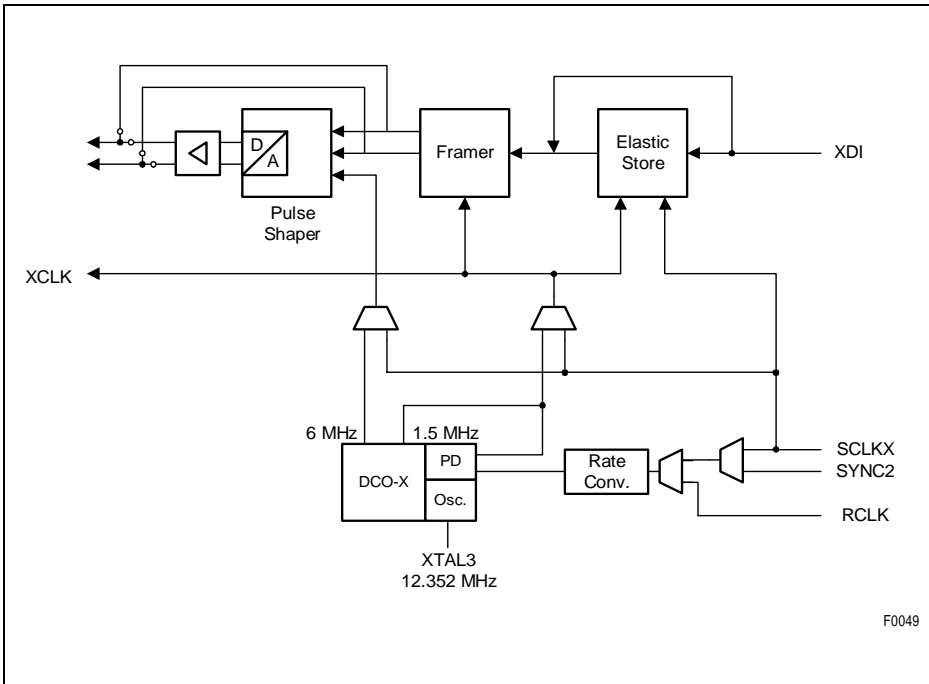 D
A
Framer
Elastic
Store
XDI
Pulse
Shaper
XCLK
6 MHz
1.5 MHz
DCO-X
PD
Osc.
Rate
Conv.
SCLKX
SYNC2
RCLK
XTAL3
12.352 MHz
F0049